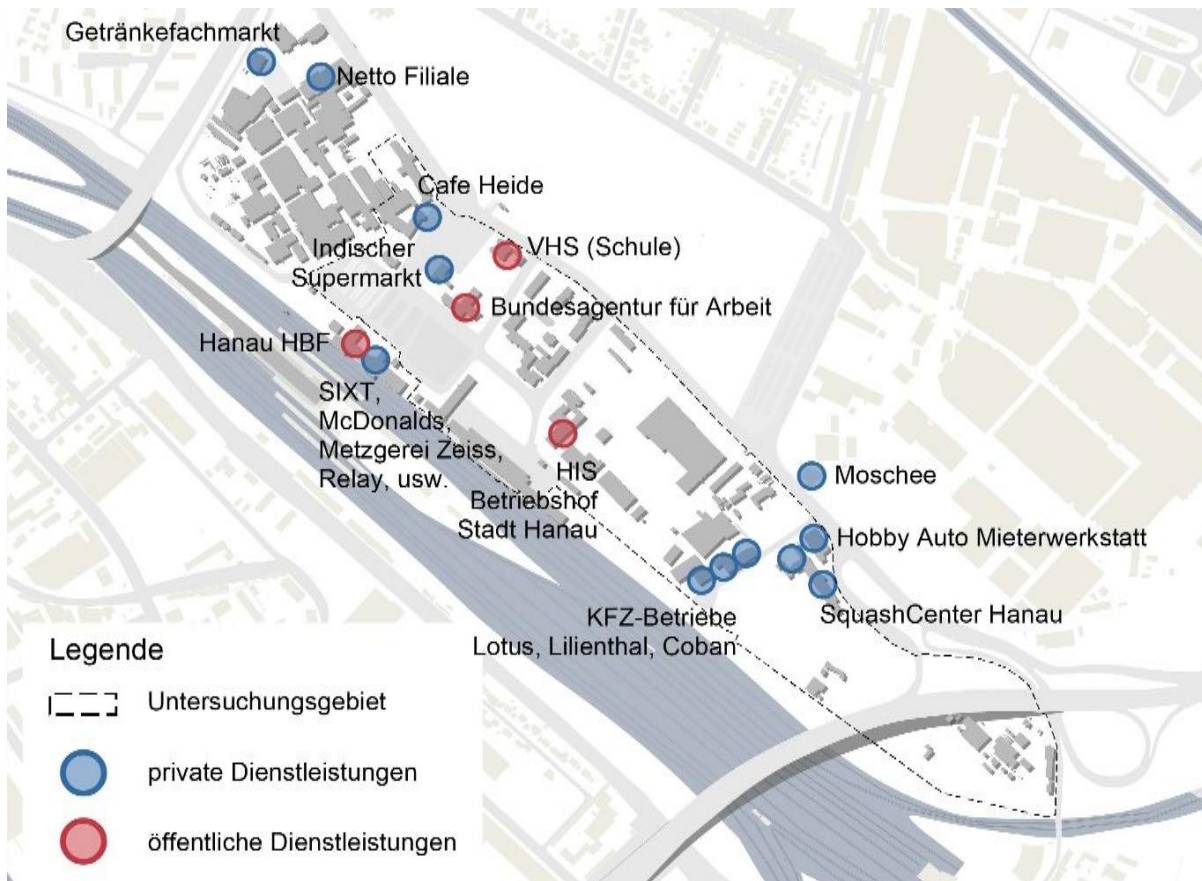 Getränkefachmarkt
Netto Filiale
Cafe Heide
Indischer
Supermarkt
VHS (Schule)
Bundesagentur für Arbeit
Hanau HBF
SIXT,
McDonalds,
Metzgerei Zeiss,
Relay, usw.
HIS
Betriebshof
Stadt Hanau
Moschee
Hobby Auto Mieterwerkstatt
SquashCenter Hanau
KFZ-Betriebe
Lotus, Lilienthal, Coban
Legende
Untersuchungsgebiet
private Dienstleistungen
öffentliche Dienstleistungen